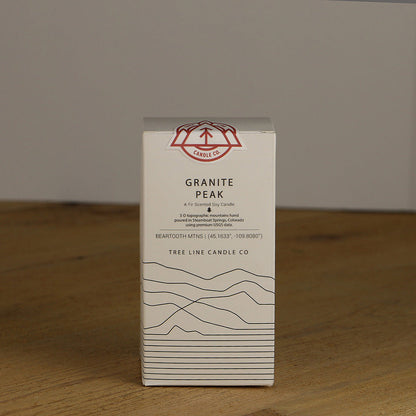 CANDLE CO.
GRANITE
PEAK
A Fir Scented Soy Candle
3-D topographic mountains hand
poured in Steamboat Springs, Colorado
using premium USGS data.
BEARTOOTH MTNS | (45.1633°, -109.8080°)
TREE LINE CANDLE CO